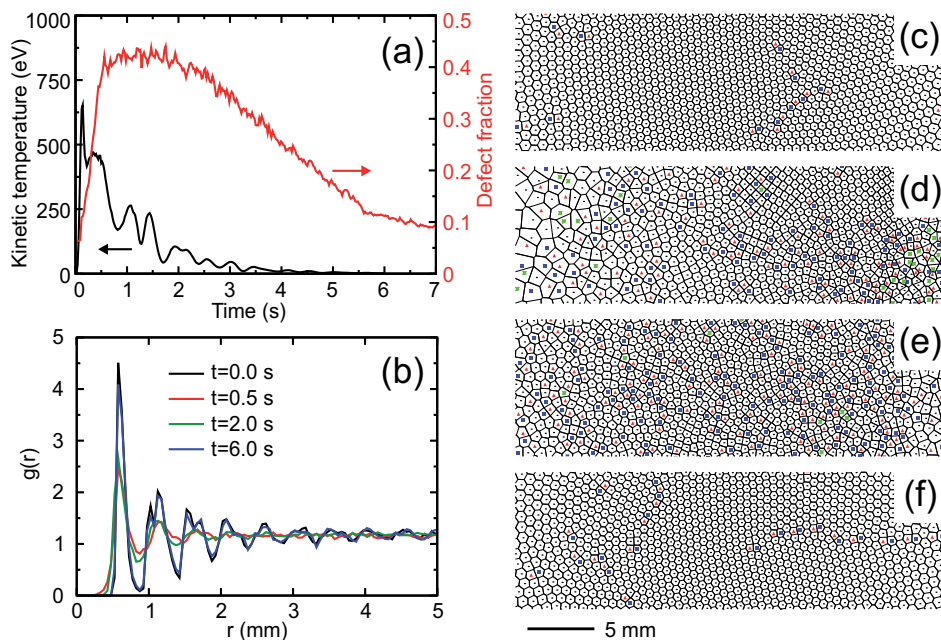 (a)
Kinetic temperature (eV)
1000
750
500
250
0
0.5
0.4
0.3
0.2
0.1
0
Defect fraction
0 1 2 3 4 5 6 7
Time (s)
(b)
g(r)
5
4
3
2
1
0
t=0.0 s
t=0.5 s
t=2.0 s
t=6.0 s
0 1 2 3 4 5
r (mm)
(c)
(d)
(e)
(f)
5 mm